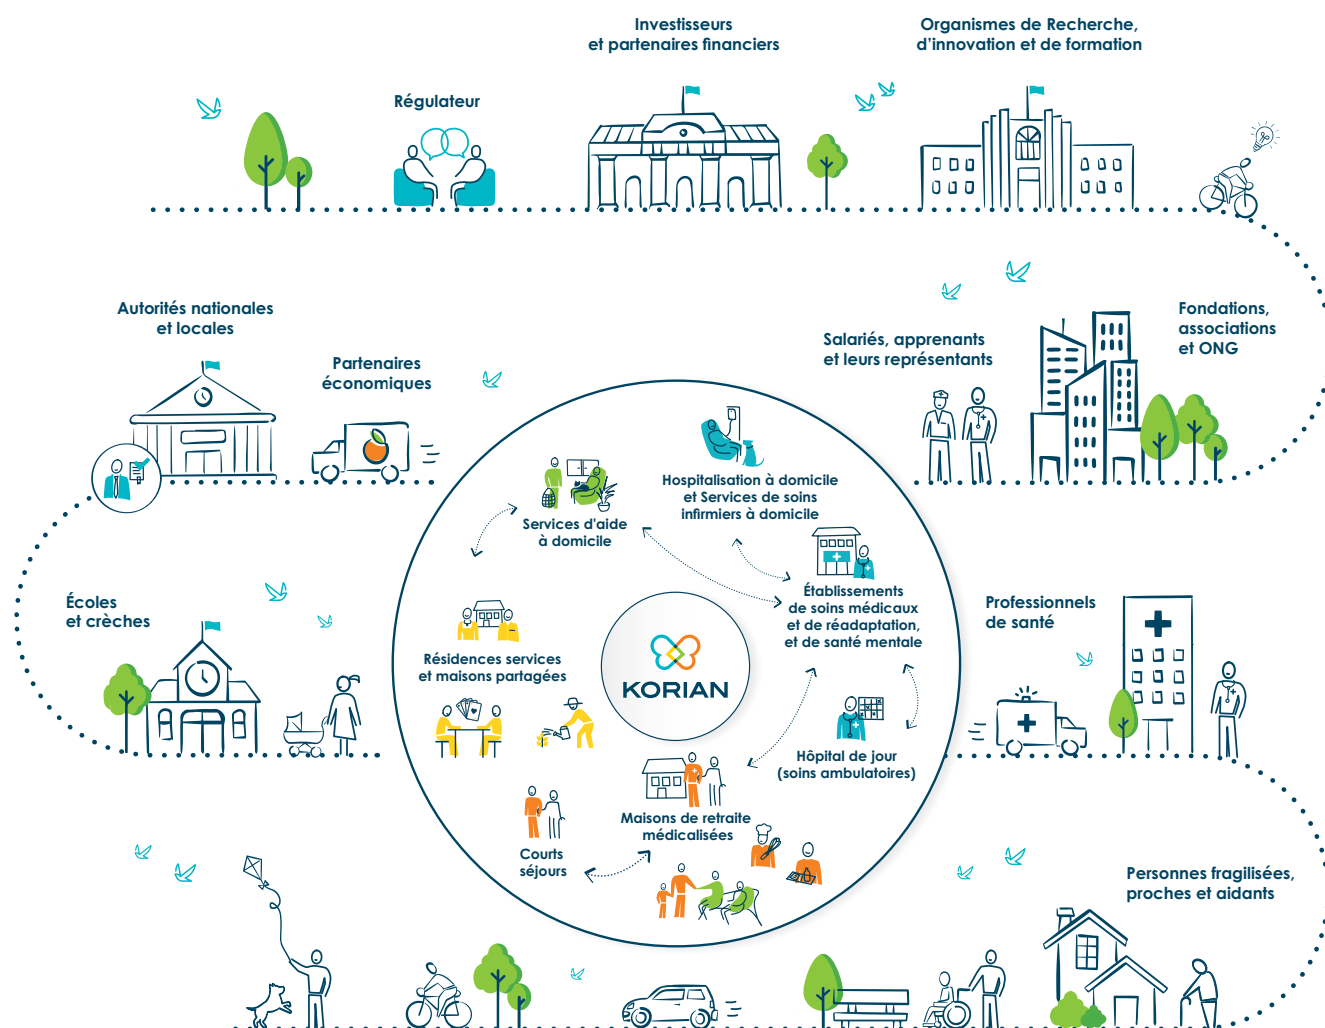 Investisseurs
et partenaires financiers
Organismes de Recherche,
d'innovation et de formation
Régulateur
Autorités nationales
et locales
Partenaires
économiques
Salariés, apprenants
et leurs représentants
Fondations,
associations
et ONG
Hospitalisation à domicile
et Services de soins
infirmiers à domicile
Services d'aide
à domicile
Établissements
de soins médicaux
et de réadaptation,
et de santé mentale
Écoles
et crèches
Professionnels
de santé
Résidences services
et maisons partagées
KORIAN
Hôpital de jour
(soins ambulatoires)
Maisons de retraite
médicalisées
Courts
séjours
Personnes fragilisées,
proches et aidants